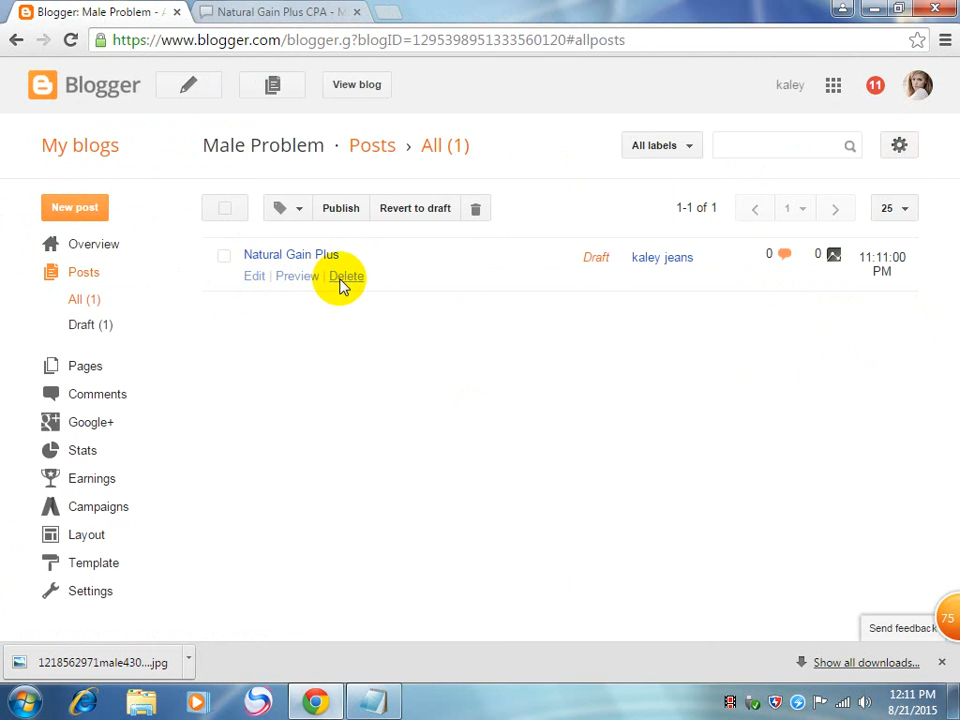 Blogger: Male Problem - A
Natural Gain Plus CPA - M
https://www.blogger.com/blogger.g?blogID=1295398951333560120#allposts
Blogger
View blog
kaley
11
My blogs
Male Problem · Posts › All (1)
All labels
New post
Publish
Revert to draft
1-1 of 1
1
25
Overview
Posts
All (1)
Draft (1)
Pages
Comments
Google+
Stats
Earnings
Campaigns
Layout
Template
Settings
Natural Gain Plus
Edit | Preview | Delete
Draft
kaley jeans
0
0
11:11:00
PM
75
Send feedback
1218562971male430....jpg
Show all downloads...
12:11 PM
8/21/2015